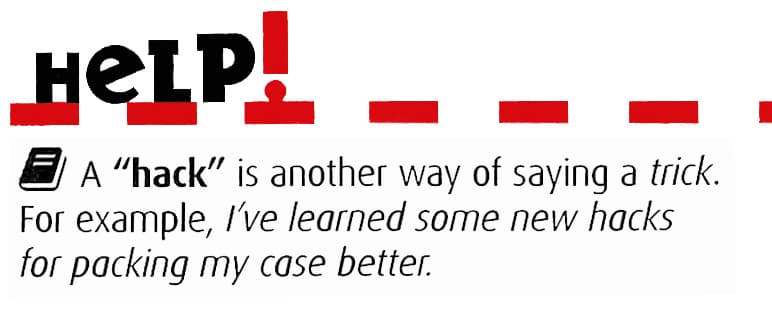 HeLP!
A “hack” is another way of saying a trick.
For example, I’ve learned some new hacks
for packing my case better.